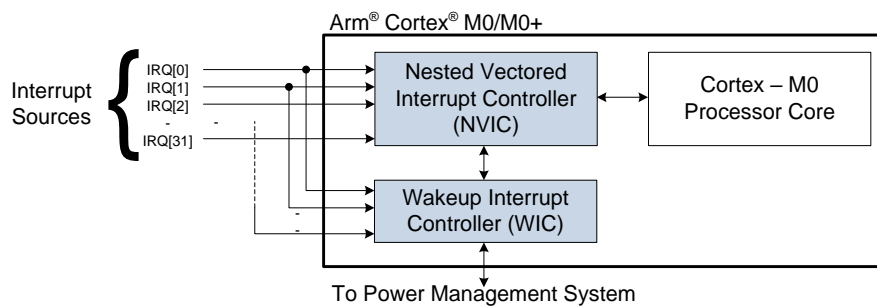 Arm® Cortex® M0/M0+
Interrupt
Sources
IRQ[0]
IRQ[1]
IRQ[2]
- -
IRQ[31]
Nested Vectored
Interrupt Controller
(NVIC)
Cortex – M0
Processor Core
Wakeup Interrupt
Controller (WIC)
-
-
To Power Management System